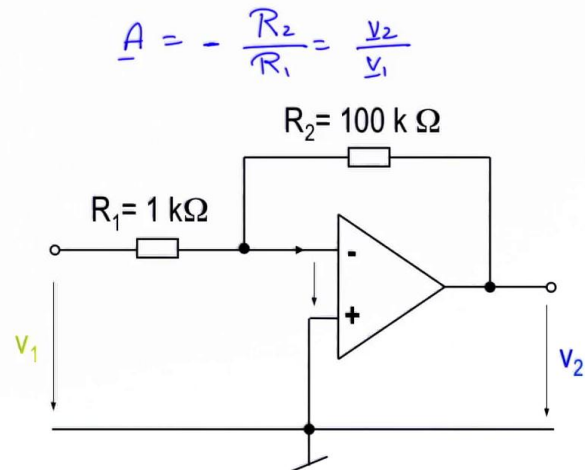 A = - R₂/R₁ = v₂/v₁
R₂= 100 k Ω
R₁= 1 kΩ
-
+
v₁
v₂